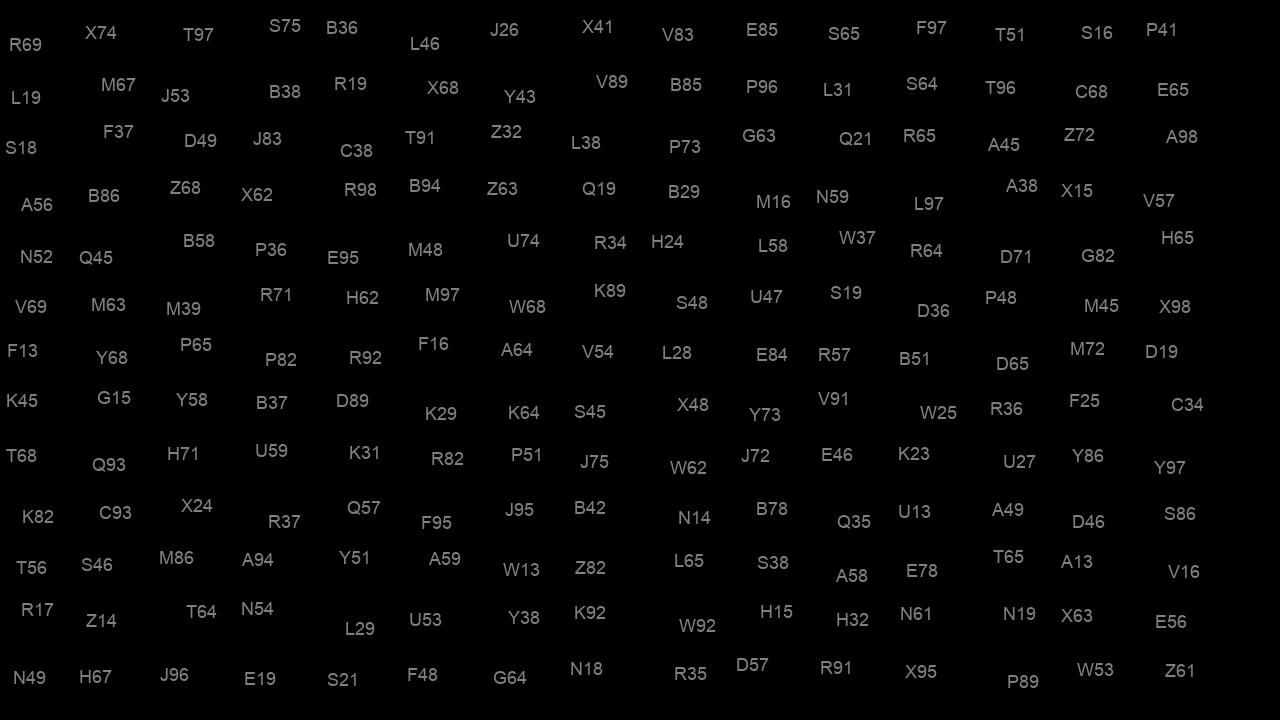 R69 X74 T97 S75 B36 L46 J26 X41 V83 E85 S65 F97 T51 S16 P41
L19 M67 J53 B38 R19 X68 Y43 V89 B85 P96 L31 S64 T96 C68 E65
S18 F37 D49 J83 C38 T91 Z32 L38 P73 G63 Q21 R65 A45 Z72 A98
A56 B86 Z68 X62 R98 B94 Z63 Q19 B29 M16 N59 L97 A38 X15 V57
N52 Q45 B58 P36 E95 M48 U74 R34 H24 L58 W37 R64 D71 G82 H65
V69 M63 M39 R71 H62 M97 W68 K89 S48 U47 S19 D36 P48 M45 X98
F13 Y68 P65 P82 R92 F16 A64 V54 L28 E84 R57 B51 D65 M72 D19
K45 G15 Y58 B37 D89 K29 K64 S45 X48 Y73 V91 W25 R36 F25 C34
T68 Q93 H71 U59 K31 R82 P51 J75 W62 J72 E46 K23 U27 Y86 Y97
K82 C93 X24 R37 Q57 F95 J95 B42 N14 B78 Q35 U13 A49 D46 S86
T56 S46 M86 A94 Y51 A59 W13 Z82 L65 S38 A58 E78 T65 A13 V16
R17 Z14 T64 N54 L29 U53 Y38 K92 W92 H15 H32 N61 N19 X63 E56
N49 H67 J96 E19 S21 F48 G64 N18 R35 D57 R91 X95 P89 W53 Z61